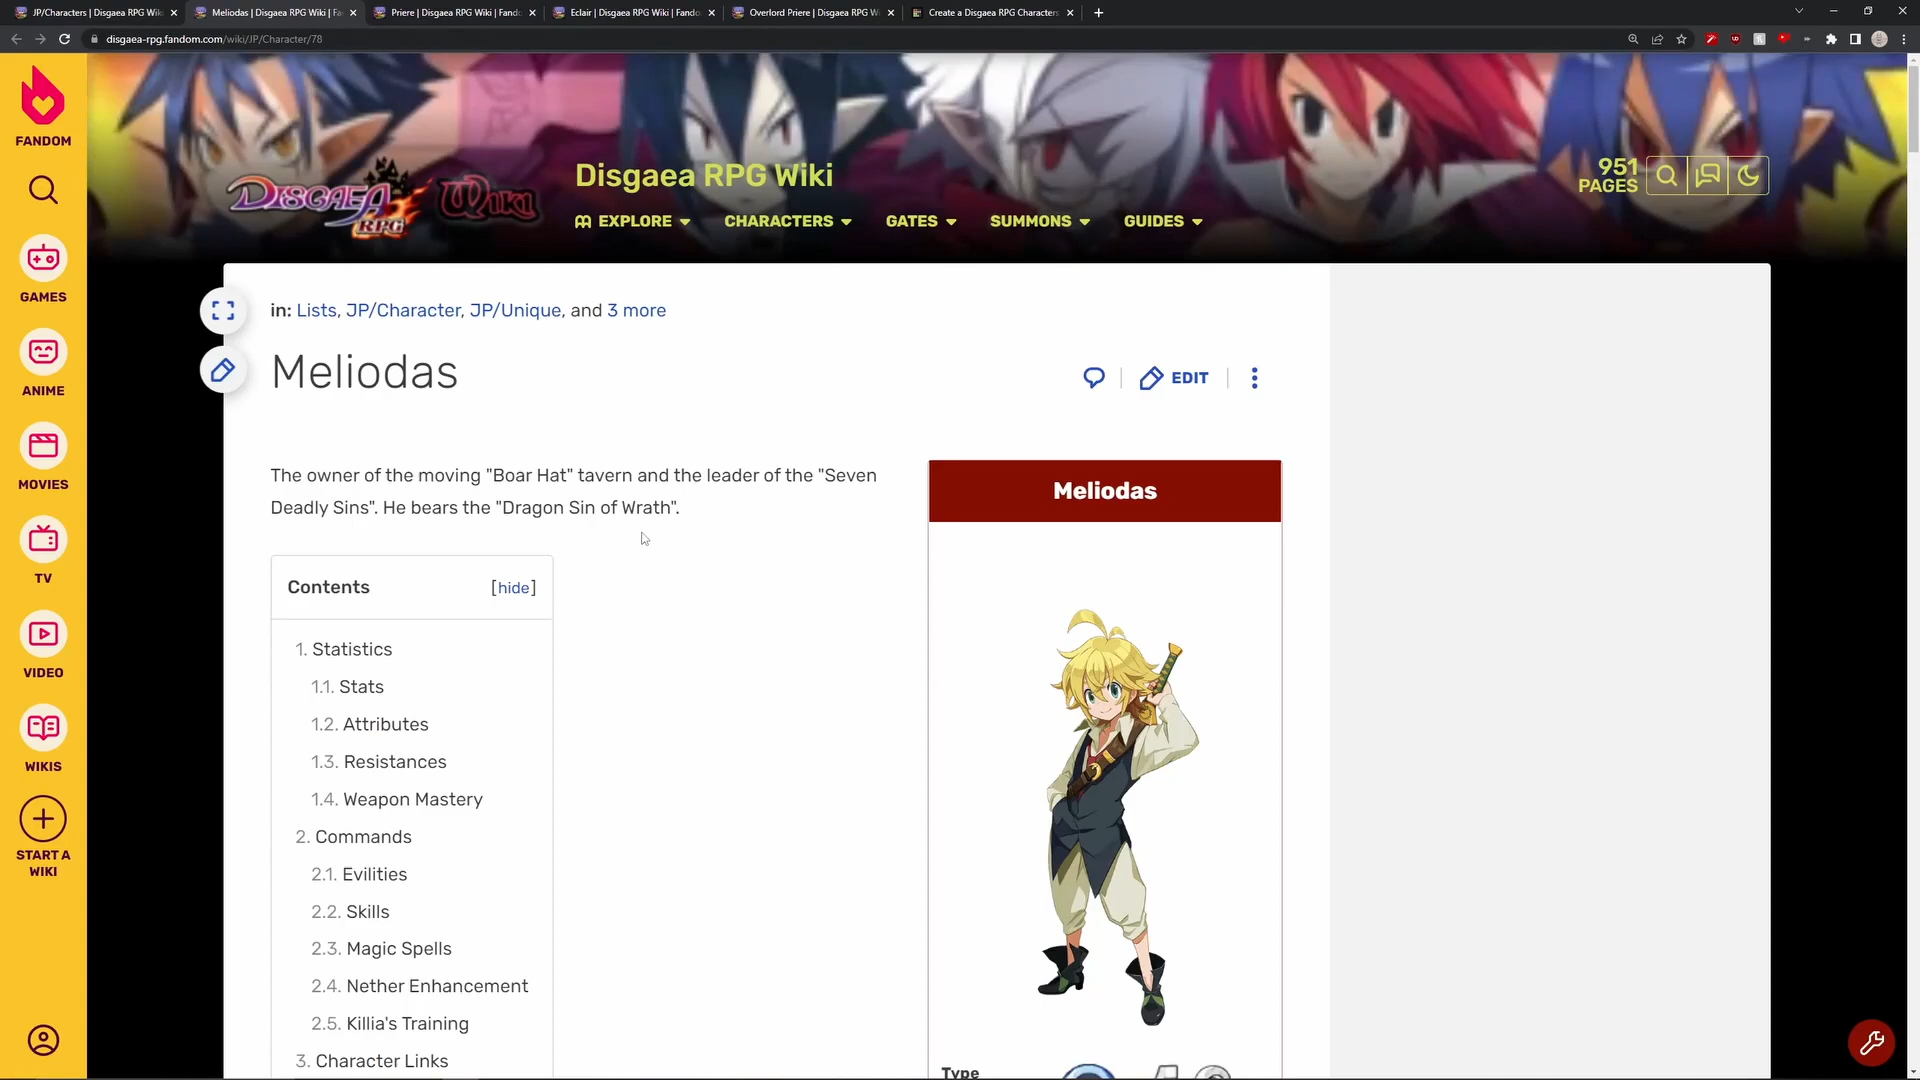 JP/Characters | Disgaea RPG Wik
Meliodas | Disgaea RPG Wiki | Fa
Priere | Disgaea RPG Wiki | Fando
Eclair | Disgaea RPG Wiki | Fando
Overlord Priere | Disgaea RPG W
Create a Disgaea RPG Characters
disgaea-rpg.fandom.com/wiki/JP/Character/78
FANDOM
GAMES
ANIME
MOVIES
TV
VIDEO
WIKIS
START A
WIKI
DISGAEA RPG Wiki
Disgaea RPG Wiki
951
PAGES
EXPLORE
CHARACTERS
GATES
SUMMONS
GUIDES
in: Lists, JP/Character, JP/Unique, and 3 more
Meliodas
EDIT
The owner of the moving "Boar Hat" tavern and the leader of the "Seven
Deadly Sins". He bears the "Dragon Sin of Wrath".
Contents [hide]
1. Statistics
1.1. Stats
1.2. Attributes
1.3. Resistances
1.4. Weapon Mastery
2. Commands
2.1. Evilities
2.2. Skills
2.3. Magic Spells
2.4. Nether Enhancement
2.5. Killia's Training
3. Character Links
Meliodas
Type